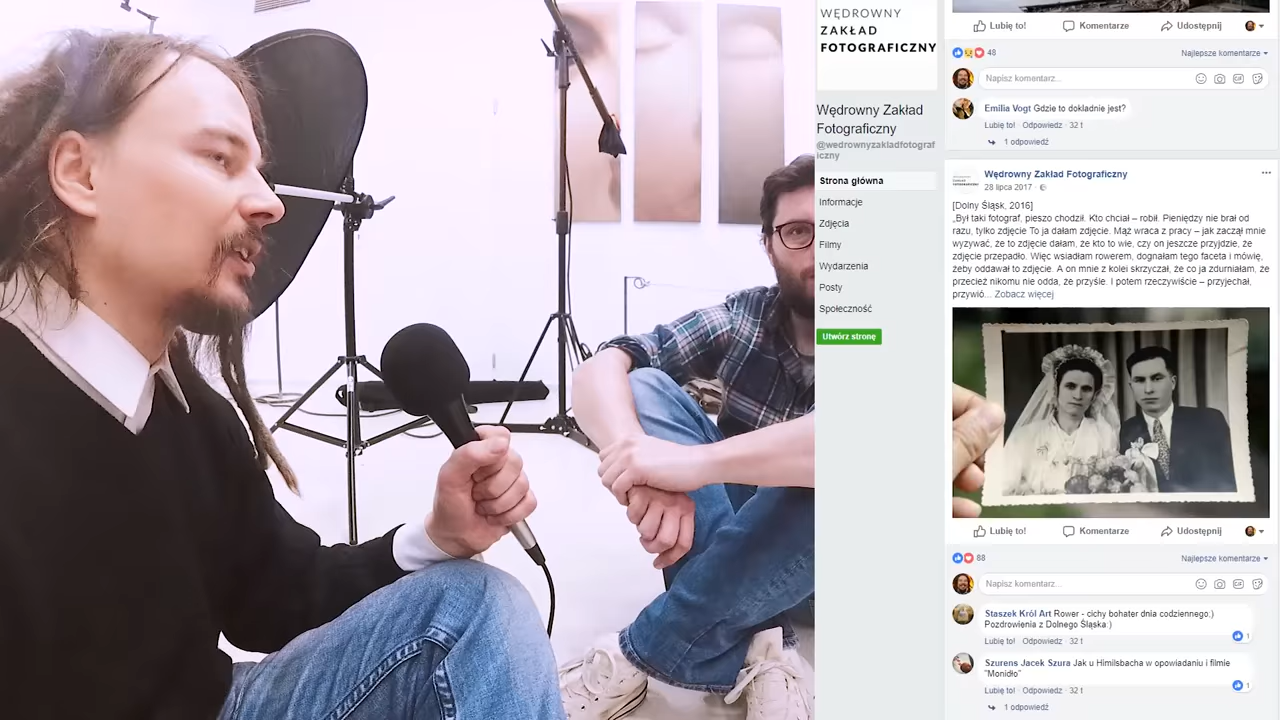 WĘDROWNY
ZAKŁAD
FOTOGRAFICZNY
Wędrowny Zakład
Fotograficzny
@wedrownyzakladfotograf
iczny
Strona główna
Informacje
Zdjęcia
Filmy
Wydarzenia
Posty
Społeczność
Utwórz stronę
Lubię to!
Komentarze
Udostępnij
48
Najlepsze komentarze
Napisz komentarz...
Emilia Vogt Gdzie to dokładnie jest?
Lubię to! · Odpowiedz · 32 t
1 odpowiedź
Wędrowny Zakład Fotograficzny
28 lipca 2017
[Dolny Śląsk, 2016]
„Był taki fotograf, pieszo chodził. Kto chciał – robił. Pieniędzy nie brał od
razu, tylko zdjęcie To ja dałam zdjęcie. Mąż wraca z pracy – jak zaczął mnie
wyzywać, że to zdjęcie dałam, że kto to wie, czy on jeszcze przyjdzie, że
zdjęcie przepadło. Więc wsiadłam rowerem, dognałam tego faceta i mówię,
żeby oddawał to zdjęcie. A on mnie z kolei skrzyczał, że co ja zdurniałam, że
przecież nikomu nie odda, że przyśle. I potem rzeczywiście – przyjechał,
przywió... Zobacz więcej
Lubię to!
Komentarze
Udostępnij
88
Najlepsze komentarze
Napisz komentarz...
Staszek Król Art Rower - cichy bohater dnia codziennego:)
Pozdrowienia z Dolnego Śląska:)
1
Lubię to! · Odpowiedz · 32 t
Szurens Jacek Szura Jak u Himilsbacha w opowiadaniu i filmie
"Monidło"
1
Lubię to! · Odpowiedz · 32 t
1 odpowiedź